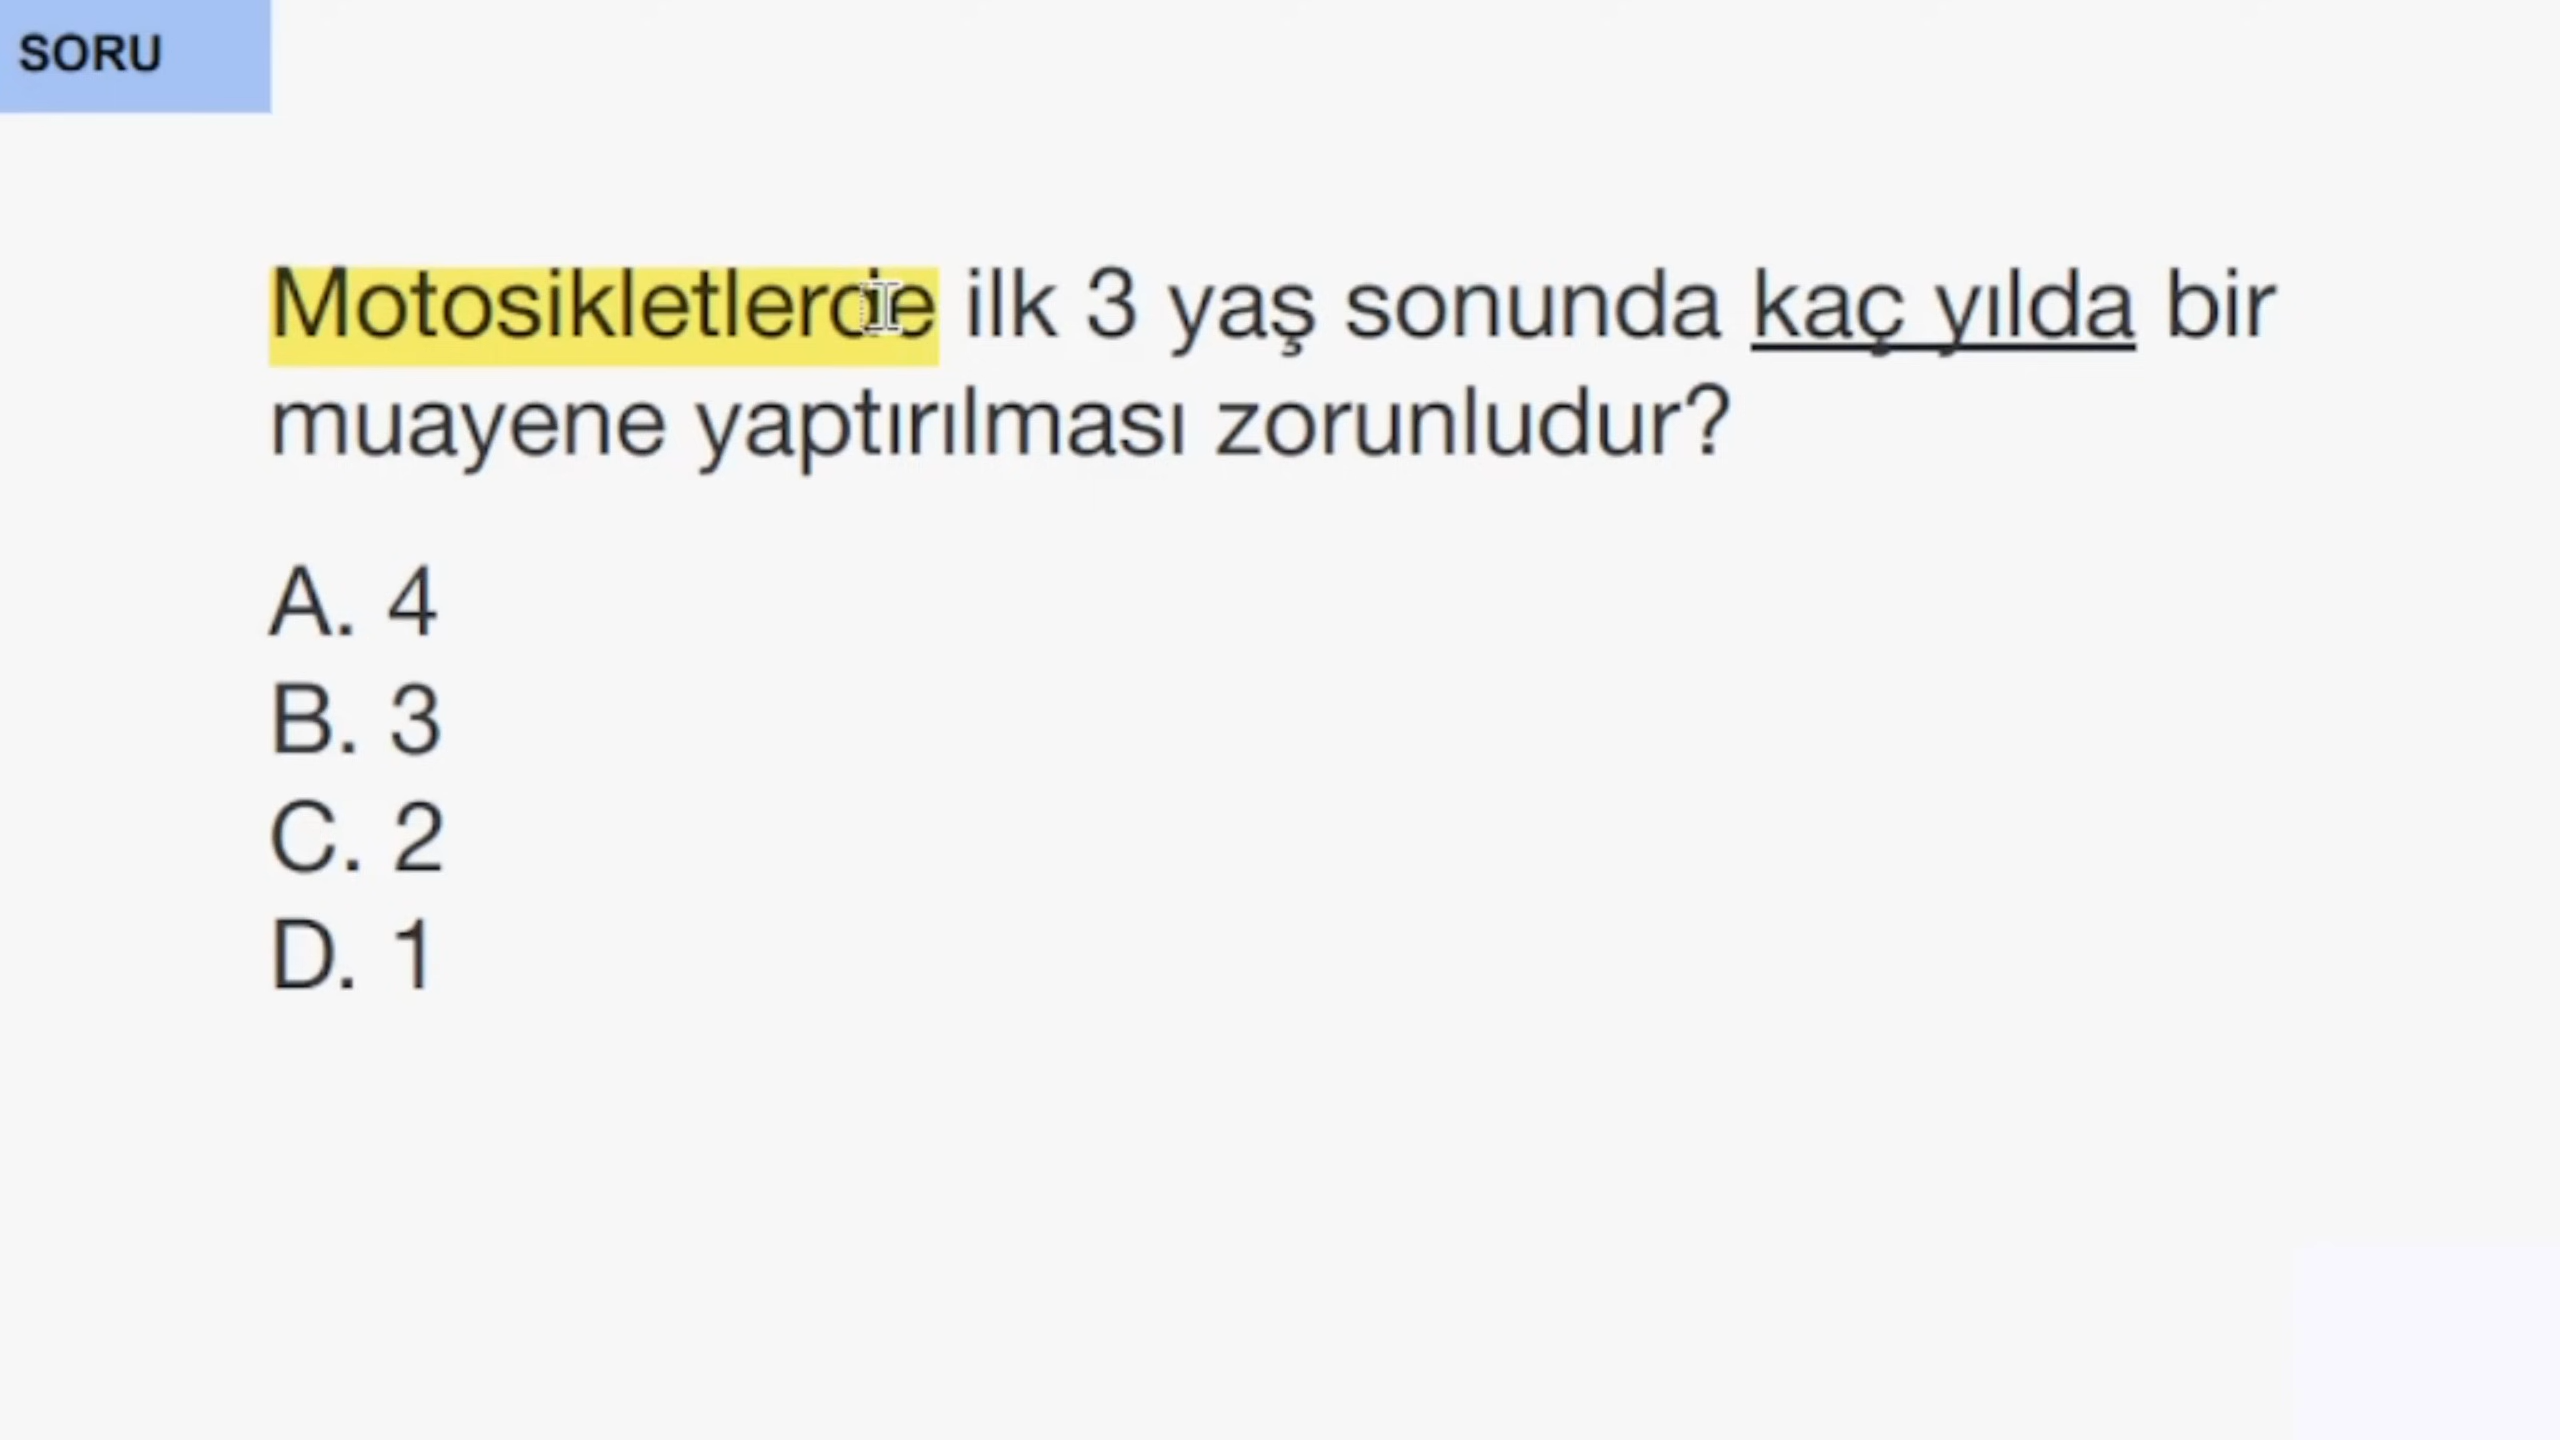 SORU
Motosikletlerde ilk 3 yaş sonunda kaç yılda bir
muayene yaptırılması zorunludur?
A. 4
B. 3
C. 2
D. 1